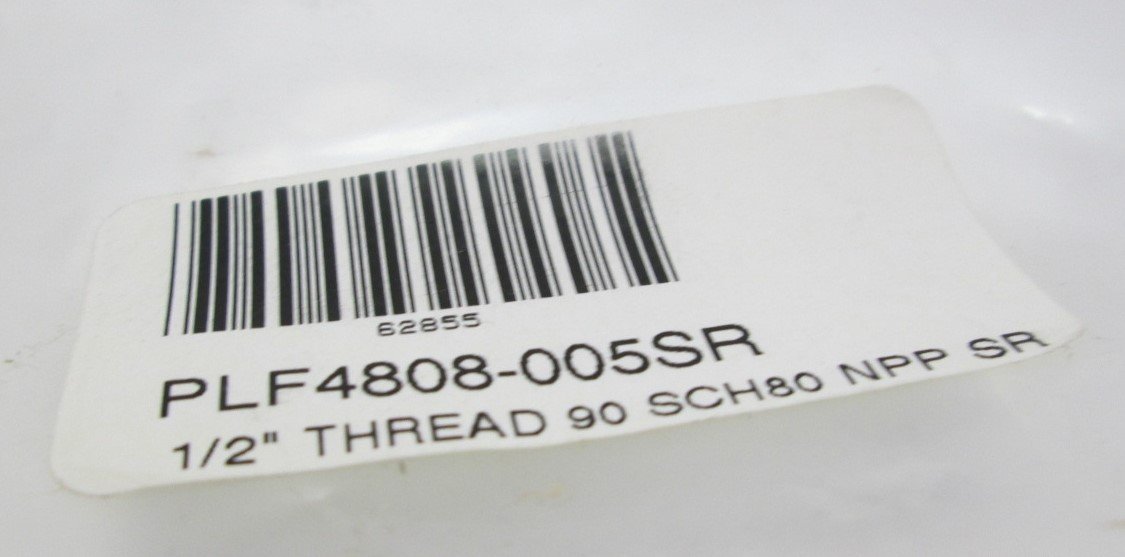 62855
PLF4808-005SR
1/2" THREAD 90 SCH80 NPP SR